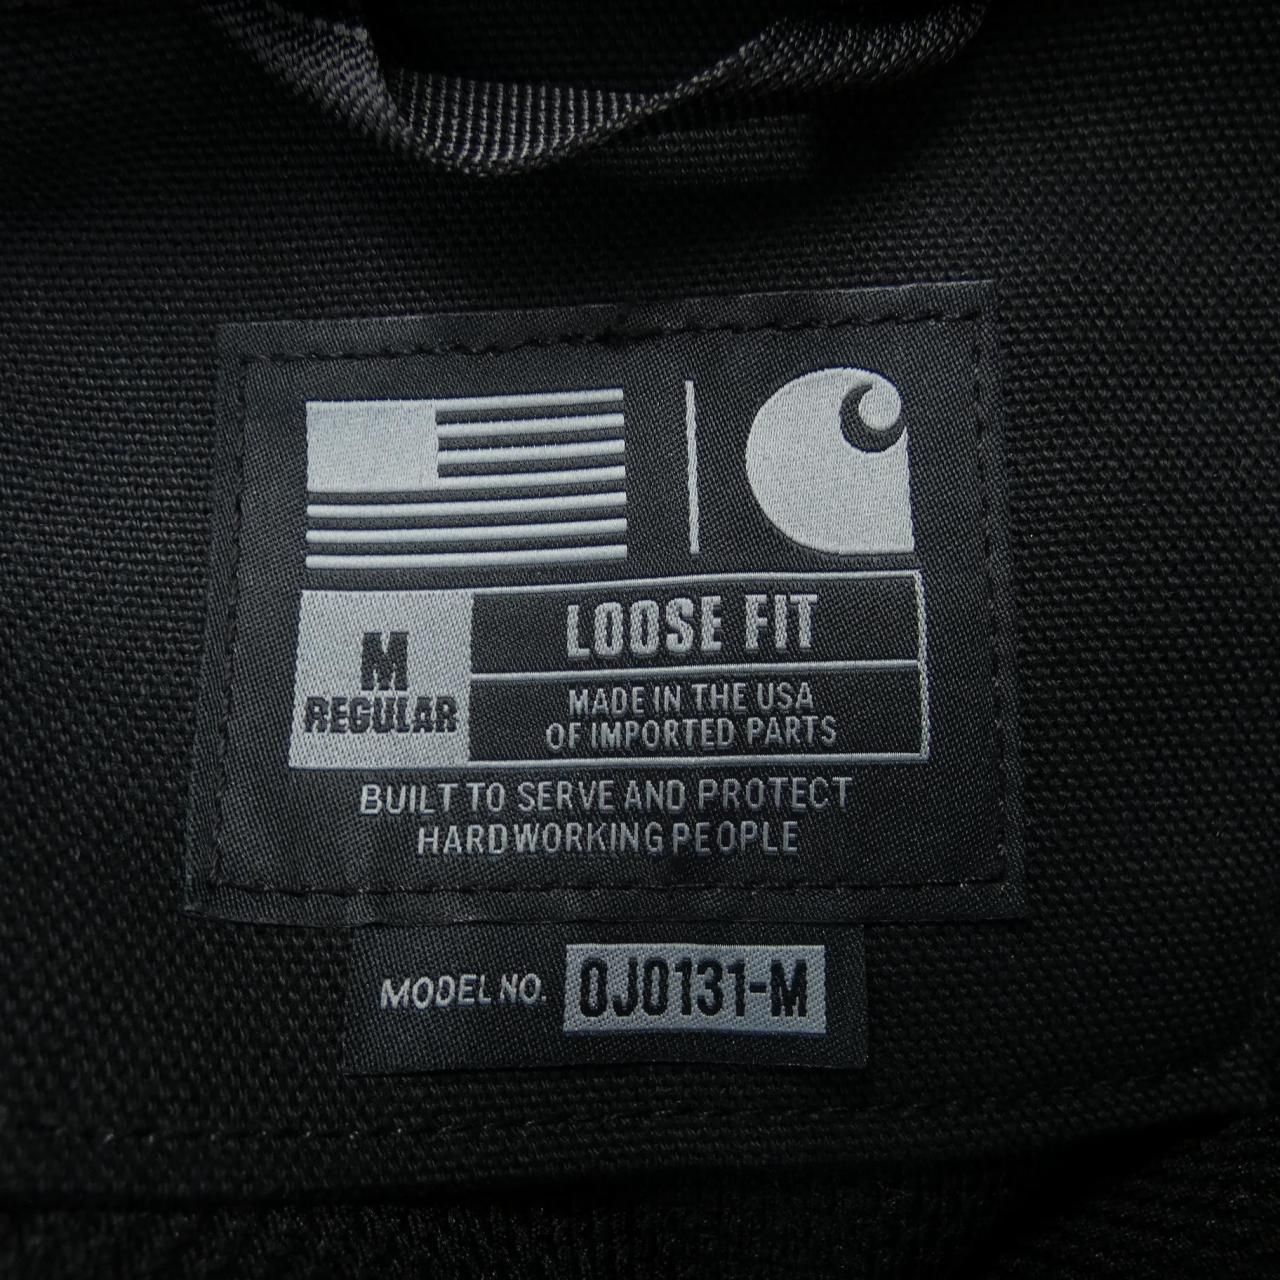 M
REGULAR
LOOSE FIT
MADE IN THE USA
OF IMPORTED PARTS
BUILT TO SERVE AND PROTECT
HARDWORKING PEOPLE
MODEL NO. OJ0131-M